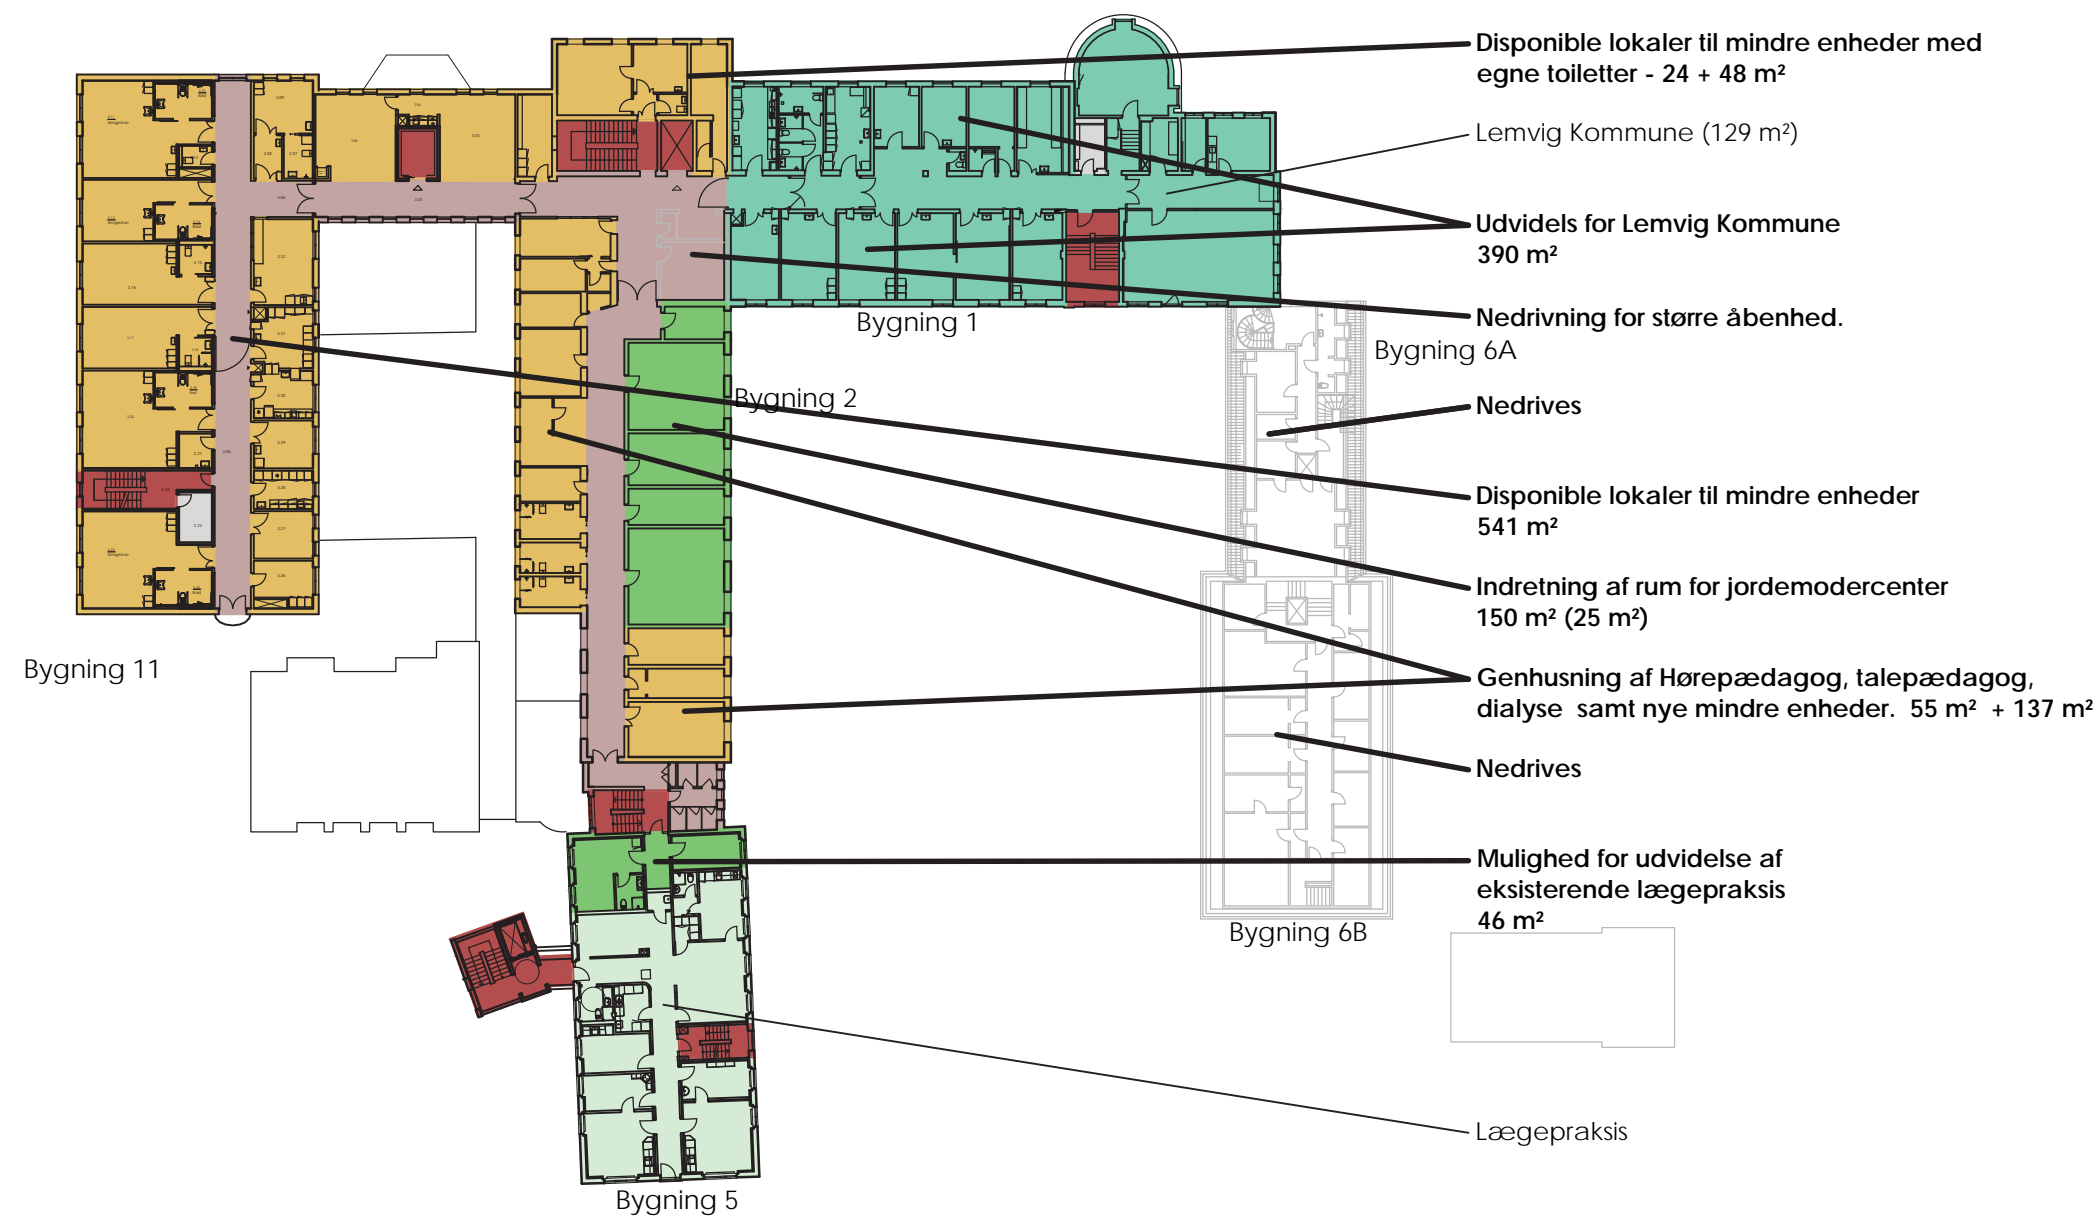 Disponible lokaler til mindre enheder med
egne toiletter - 24 + 48 m²
Lemvig Kommune (129 m²)
Udvidels for Lemvig Kommune
390 m²
Nedrivning for større åbenhed.
Bygning 1
Bygning 6A
Bygning 2
Nedrives
Disponible lokaler til mindre enheder
541 m²
Indretning af rum for jordemodercenter
150 m² (25 m²)
Bygning 11
Genhusning af Hørepædagog, talepædagog,
dialyse samt nye mindre enheder. 55 m² + 137 m²
Nedrives
Mulighed for udvidelse af
eksisterende lægepraksis
46 m²
Bygning 6B
Lægepraksis
Bygning 5